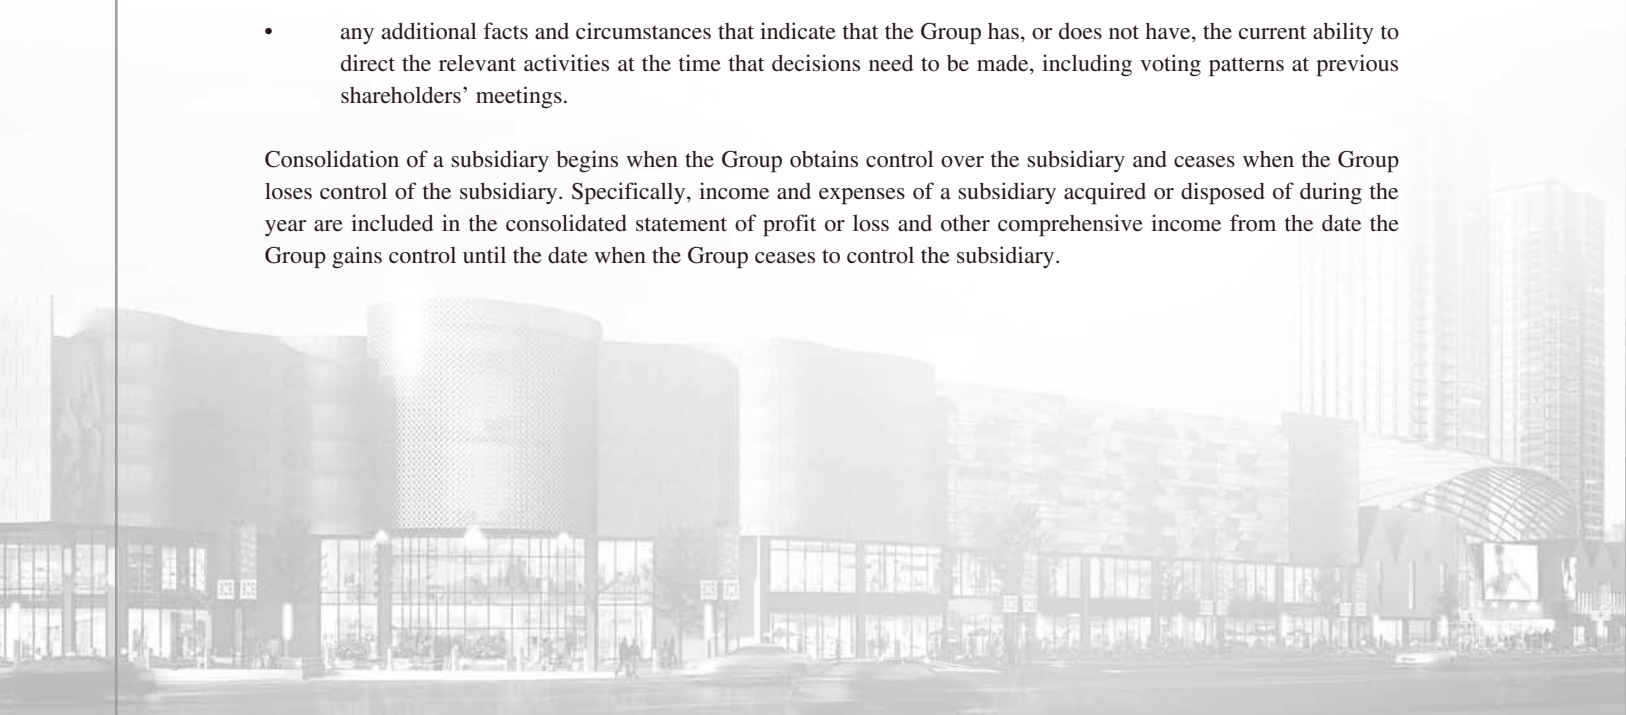 • any additional facts and circumstances that indicate that the Group has, or does not have, the current ability to
direct the relevant activities at the time that decisions need to be made, including voting patterns at previous
shareholders’ meetings.
Consolidation of a subsidiary begins when the Group obtains control over the subsidiary and ceases when the Group
loses control of the subsidiary. Specifically, income and expenses of a subsidiary acquired or disposed of during the
year are included in the consolidated statement of profit or loss and other comprehensive income from the date the
Group gains control until the date when the Group ceases to control the subsidiary.